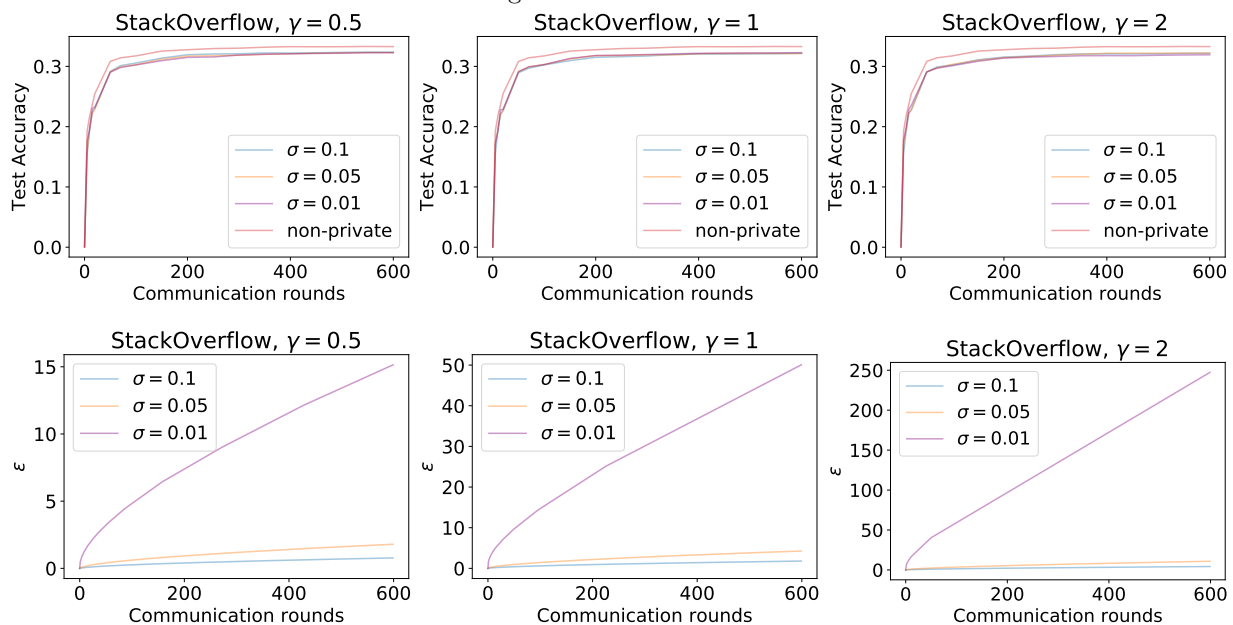 StackOverflow, γ = 0.5
Test Accuracy
0.3
0.2
0.1
0.0
σ = 0.1
σ = 0.05
σ = 0.01
non-private
0 200 400 600
Communication rounds
StackOverflow, γ = 1
Test Accuracy
0.3
0.2
0.1
0.0
σ = 0.1
σ = 0.05
σ = 0.01
non-private
0 200 400 600
Communication rounds
StackOverflow, γ = 2
Test Accuracy
0.3
0.2
0.1
0.0
σ = 0.1
σ = 0.05
σ = 0.01
non-private
0 200 400 600
Communication rounds
StackOverflow, γ = 0.5
ε
15
10
5
0
σ = 0.1
σ = 0.05
σ = 0.01
0 200 400 600
Communication rounds
StackOverflow, γ = 1
ε
50
40
30
20
10
0
σ = 0.1
σ = 0.05
σ = 0.01
0 200 400 600
Communication rounds
StackOverflow, γ = 2
ε
250
200
150
100
50
0
σ = 0.1
σ = 0.05
σ = 0.01
0 200 400 600
Communication rounds